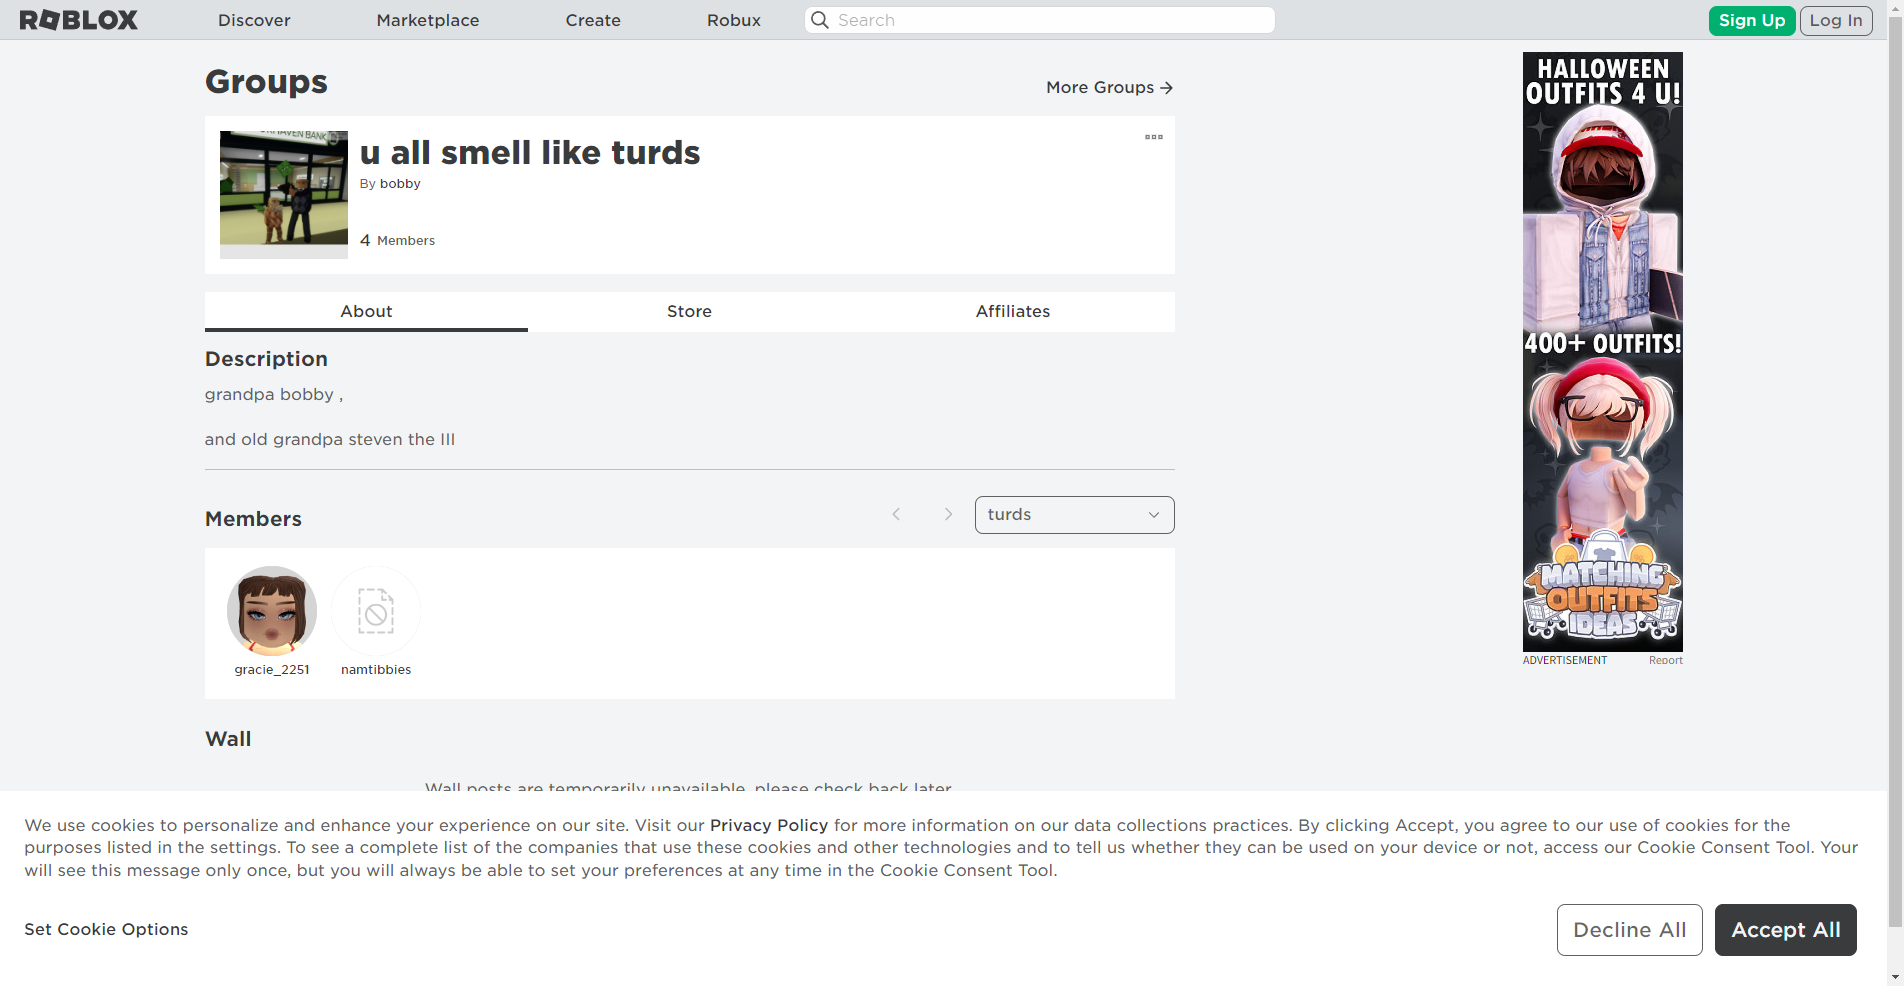 ROBLOX
Discover
Marketplace
Create
Robux
Search
Sign Up
Log In
Groups
More Groups
u all smell like turds
By bobby
4 Members
About
Store
Affiliates
Description
grandpa bobby ,
and old grandpa steven the III
Members
turds
gracie_2251
namtibbies
Wall
Wall posts are temporarily unavailable, please check back later.
HALLOWEEN
OUTFITS 4 U!
400+ OUTFITS!
MATCHING
OUTFITS
IDEAS
ADVERTISEMENT
Report
We use cookies to personalize and enhance your experience on our site. Visit our Privacy Policy for more information on our data collections practices. By clicking Accept, you agree to our use of cookies for the
purposes listed in the settings. To see a complete list of the companies that use these cookies and other technologies and to tell us whether they can be used on your device or not, access our Cookie Consent Tool. Your
will see this message only once, but you will always be able to set your preferences at any time in the Cookie Consent Tool.
Set Cookie Options
Decline All
Accept All